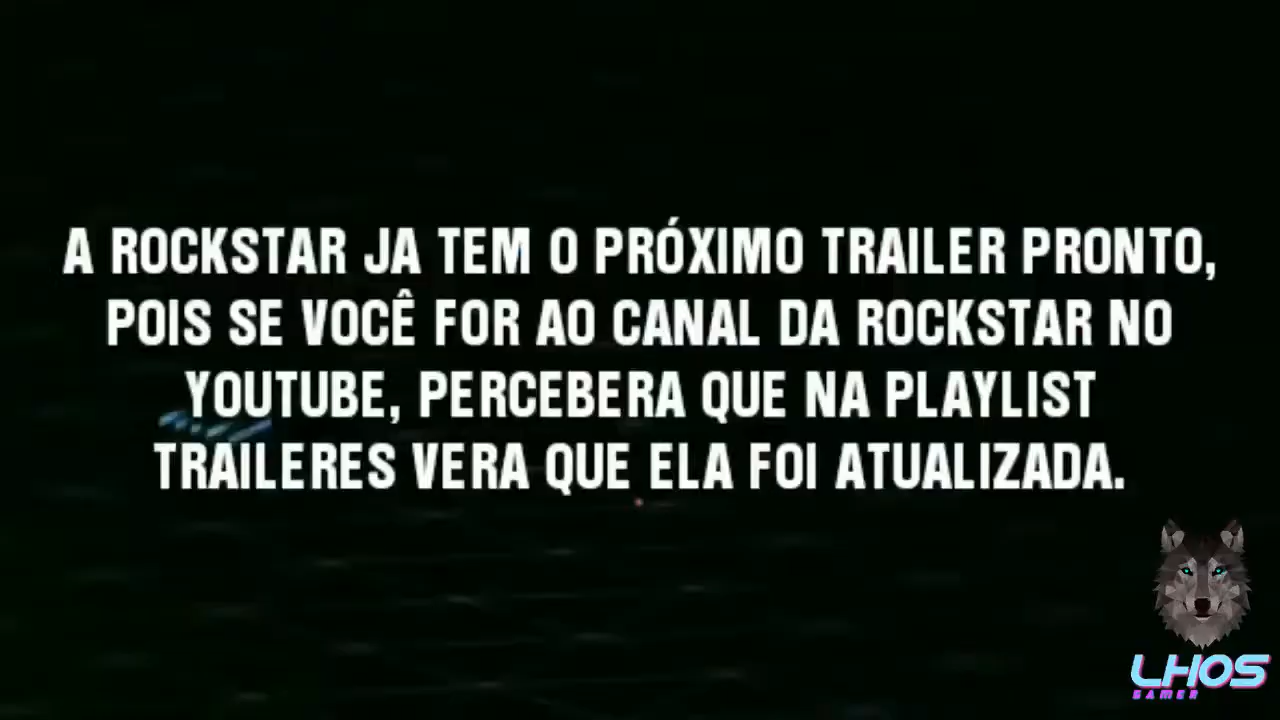 A ROCKSTAR JA TEM O PRÓXIMO TRAILER PRONTO,
POIS SE VOCÊ FOR AO CANAL DA ROCKSTAR NO
YOUTUBE, PERCEBERA QUE NA PLAYLIST
TRAILERES VERA QUE ELA FOI ATUALIZADA.
LHOS
GAMER